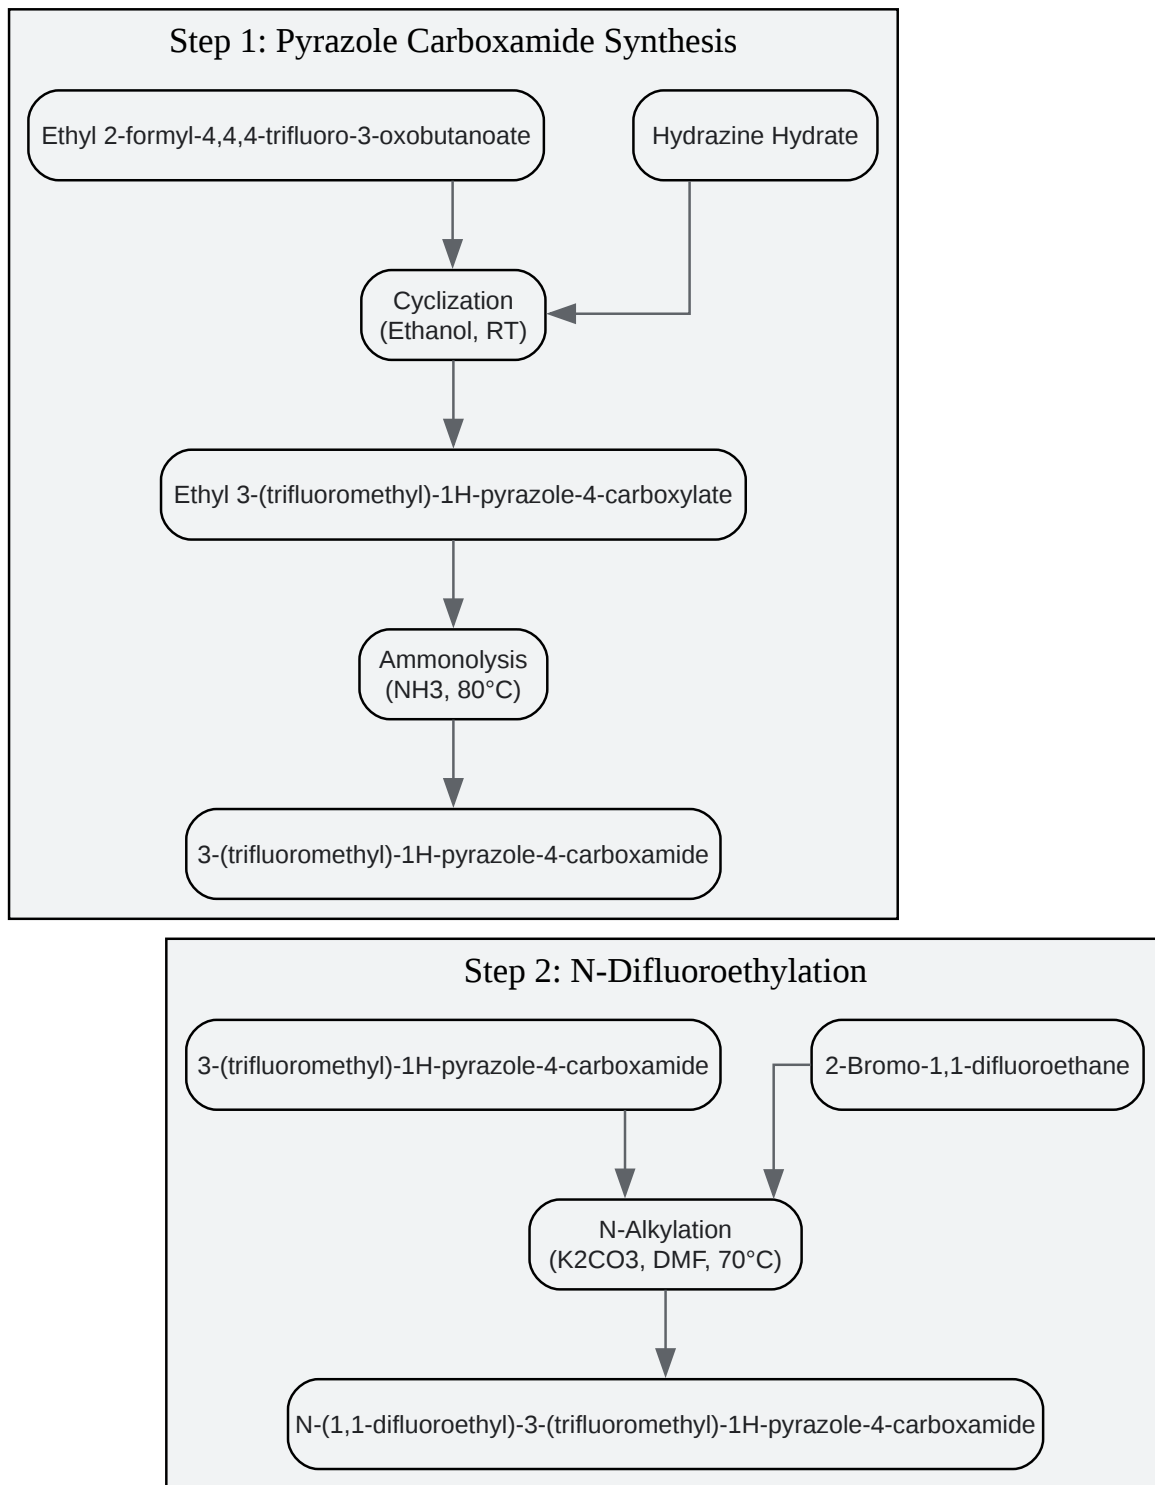 Step 1: Pyrazole Carboxamide Synthesis
Ethyl 2-formyl-4,4,4-trifluoro-3-oxobutanoate
Hydrazine Hydrate
Cyclization
(Ethanol, RT)
Ethyl 3-(trifluoromethyl)-1H-pyrazole-4-carboxylate
Ammonolysis
(NH3, 80°C)
3-(trifluoromethyl)-1H-pyrazole-4-carboxamide
Step 2: N-Difluoroethylation
3-(trifluoromethyl)-1H-pyrazole-4-carboxamide
2-Bromo-1,1-difluoroethane
N-Alkylation
(K2CO3, DMF, 70°C)
N-(1,1-difluoroethyl)-3-(trifluoromethyl)-1H-pyrazole-4-carboxamide